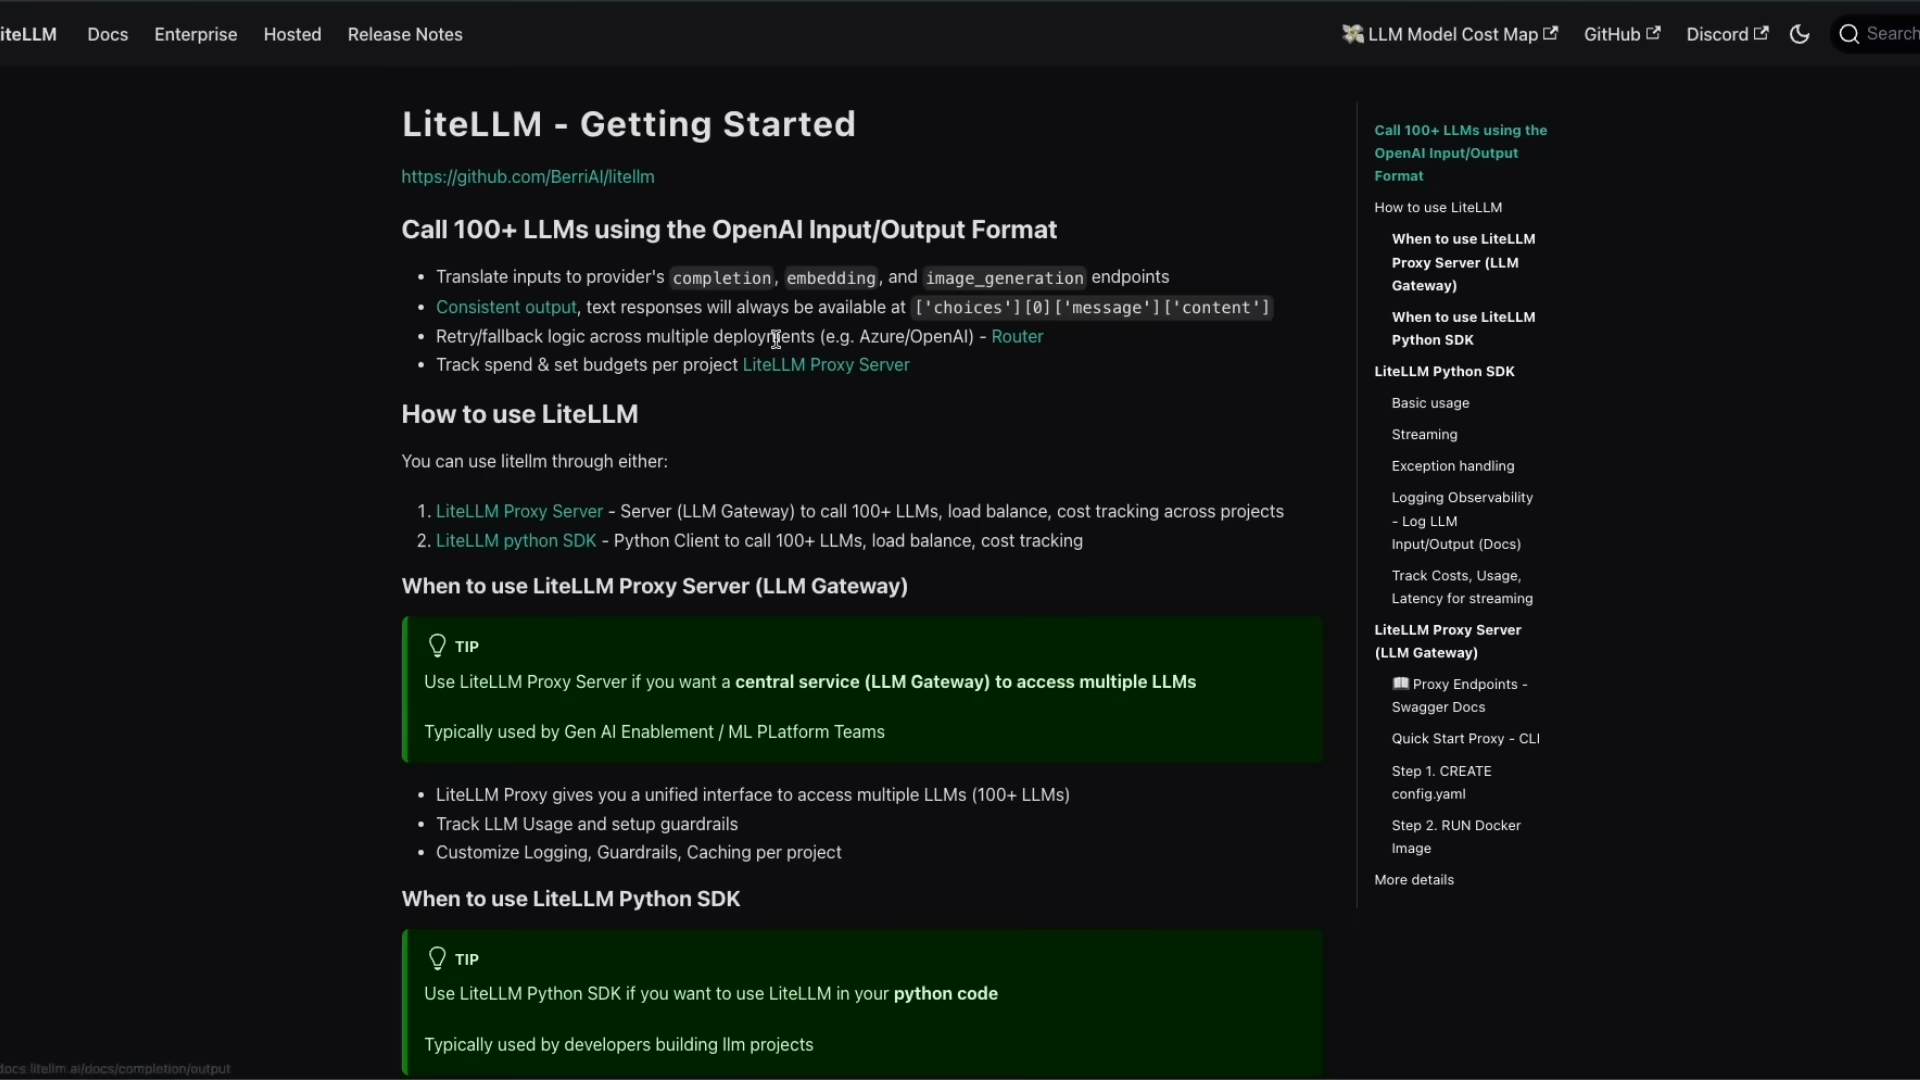 iteLLM Docs Enterprise Hosted Release Notes 💸 LLM Model Cost Map GitHub Discord Search
LiteLLM - Getting Started
https://github.com/BerriAI/litellm
Call 100+ LLMs using the OpenAI Input/Output Format
• Translate inputs to provider's completion, embedding, and image_generation endpoints
• Consistent output, text responses will always be available at ['choices'][0]['message']['content']
• Retry/fallback logic across multiple deployments (e.g. Azure/OpenAI) - Router
• Track spend & set budgets per project LiteLLM Proxy Server
How to use LiteLLM
You can use litellm through either:
1. LiteLLM Proxy Server - Server (LLM Gateway) to call 100+ LLMs, load balance, cost tracking across projects
2. LiteLLM python SDK - Python Client to call 100+ LLMs, load balance, cost tracking
When to use LiteLLM Proxy Server (LLM Gateway)
TIP
Use LiteLLM Proxy Server if you want a central service (LLM Gateway) to access multiple LLMs
Typically used by Gen AI Enablement / ML PLatform Teams
• LiteLLM Proxy gives you a unified interface to access multiple LLMs (100+ LLMs)
• Track LLM Usage and setup guardrails
• Customize Logging, Guardrails, Caching per project
When to use LiteLLM Python SDK
TIP
Use LiteLLM Python SDK if you want to use LiteLLM in your python code
Typically used by developers building llm projects
docs.litellm.ai/docs/completion/output
Call 100+ LLMs using the
OpenAI Input/Output
Format
How to use LiteLLM
When to use LiteLLM
Proxy Server (LLM
Gateway)
When to use LiteLLM
Python SDK
LiteLLM Python SDK
Basic usage
Streaming
Exception handling
Logging Observability
- Log LLM
Input/Output (Docs)
Track Costs, Usage,
Latency for streaming
LiteLLM Proxy Server
(LLM Gateway)
📖 Proxy Endpoints -
Swagger Docs
Quick Start Proxy - CLI
Step 1. CREATE
config.yaml
Step 2. RUN Docker
Image
More details